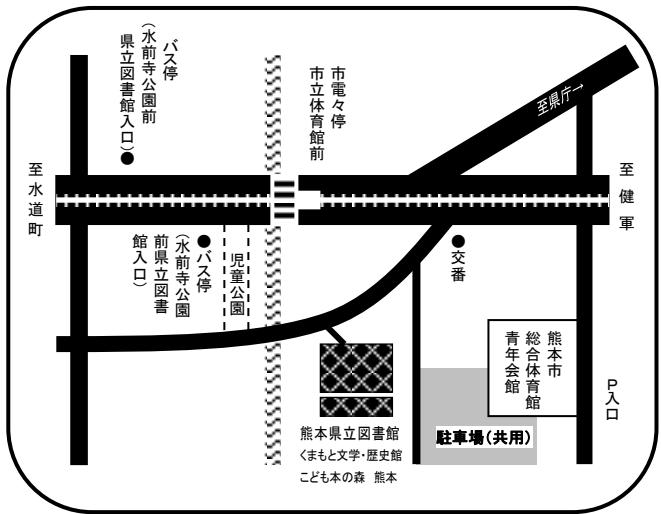 バス停
（水前寺公園前
県立図書館入口）●
市電々停
市立体育館前
至県庁→
至水道町
至健軍
●バス停
（水前寺公園
前県立図書
館入口）
児童公園
●交番
熊本市
総合体育館
青年会館
P入口
駐車場（共用）
熊本県立図書館
くまもと文学・歴史館
こども本の森 熊本